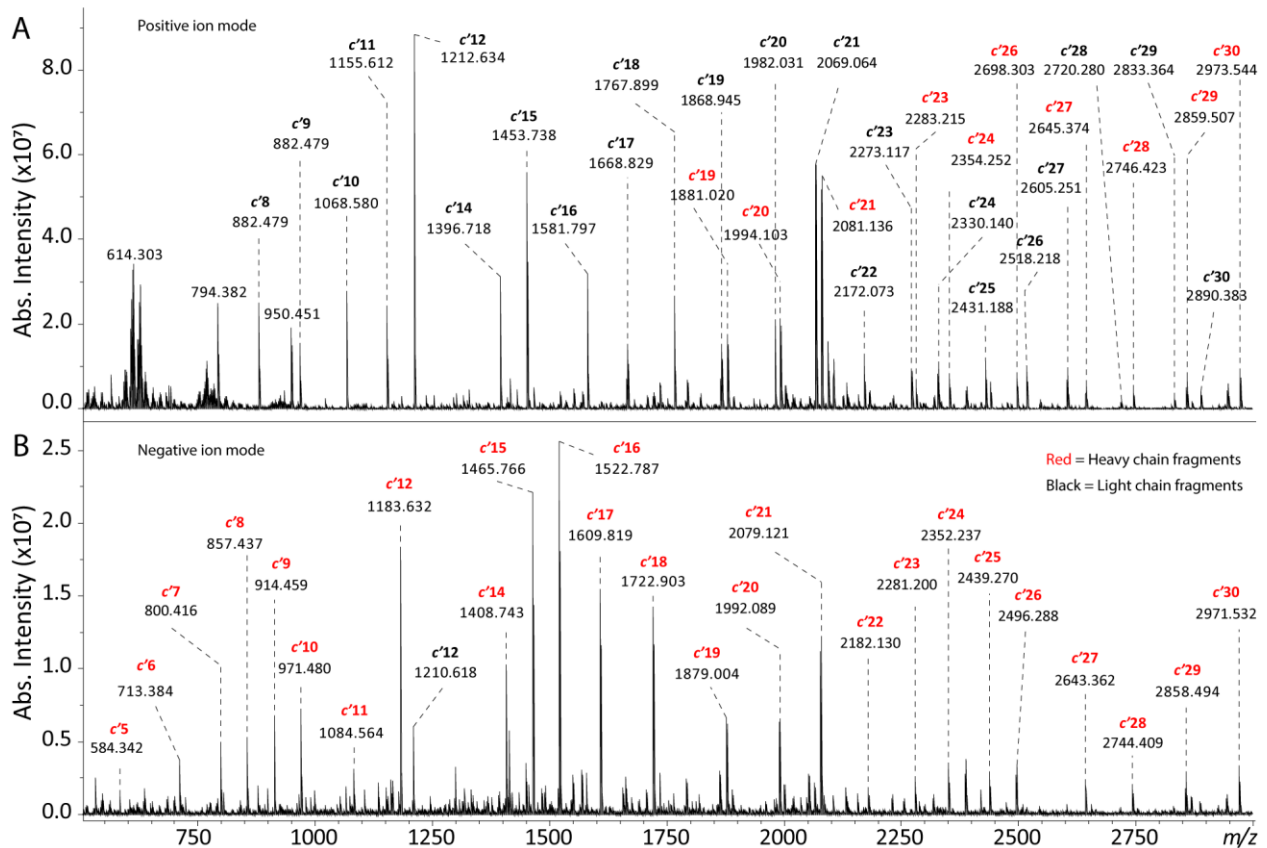 A
Positive ion mode
Abs. Intensity (x10⁷)
8.0
6.0
4.0
2.0
0.0
614.303
794.382
950.451
c'8
882.479
c'9
882.479
c'10
1068.580
c'11
1155.612
c'12
1212.634
c'14
1396.718
c'15
1453.738
c'16
1581.797
c'17
1668.829
c'18
1767.899
c'19
1868.945
c'19
1881.020
c'20
1982.031
c'20
1994.103
c'21
2069.064
c'21
2081.136
c'22
2172.073
c'23
2273.117
c'23
2283.215
c'24
2354.252
c'24
2330.140
c'25
2431.188
c'26
2698.303
c'26
2518.218
c'27
2645.374
c'27
2605.251
c'28
2720.280
c'28
2746.423
c'29
2833.364
c'29
2859.507
c'30
2973.544
c'30
2890.383
B
Negative ion mode
Red = Heavy chain fragments
Black = Light chain fragments
Abs. Intensity (x10⁷)
2.5
2.0
1.5
1.0
0.5
0.0
c'5
584.342
c'6
713.384
c'7
800.416
c'8
857.437
c'9
914.459
c'10
971.480
c'11
1084.564
c'12
1183.632
c'12
1210.618
c'14
1408.743
c'15
1465.766
c'16
1522.787
c'17
1609.819
c'18
1722.903
c'19
1879.004
c'20
1992.089
c'21
2079.121
c'22
2182.130
c'23
2281.200
c'24
2352.237
c'25
2439.270
c'26
2496.288
c'27
2643.362
c'28
2744.409
c'29
2858.494
c'30
2971.532
750 1000 1250 1500 1750 2000 2250 2500 2750 m/z